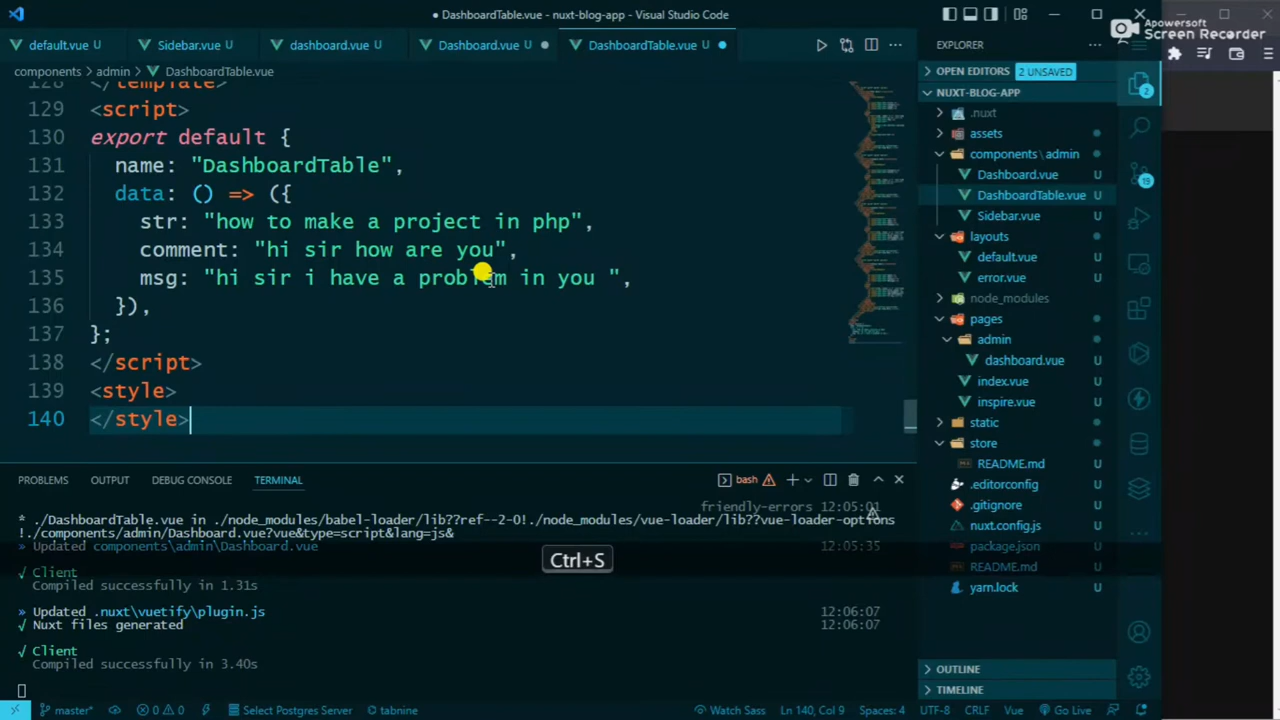 ● DashboardTable.vue - nuxt-blog-app - Visual Studio Code
Apowersoft
Screen Recorder
default.vue U
Sidebar.vue U
dashboard.vue U
Dashboard.vue U ●
DashboardTable.vue U ●
EXPLORER
components > admin > DashboardTable.vue
OPEN EDITORS 2 UNSAVED
NUXT-BLOG-APP
128 </template>
129 <script>
130 export default {
131 name: "DashboardTable",
132 data: () => ({
133 str: "how to make a project in php",
134 comment: "hi sir how are you",
135 msg: "hi sir i have a problem in you ",
136 }),
137 };
138 </script>
139 <style>
140 </style>
.nuxt
assets
components \ admin
Dashboard.vue U
DashboardTable.vue U
Sidebar.vue U
layouts
default.vue U
error.vue U
node_modules
pages
admin
dashboard.vue U
index.vue U
inspire.vue U
static
store
README.md U
.editorconfig U
.gitignore U
nuxt.config.js U
package.json U
README.md U
yarn.lock U
2
15
PROBLEMS OUTPUT DEBUG CONSOLE TERMINAL
bash
friendly-errors 12:05:01
* ./DashboardTable.vue in ./node_modules/babel-loader/lib??ref--2-0!./node_modules/vue-loader/lib??vue-loader-options
!./components/admin/Dashboard.vue?vue&type=script&lang=js&
» Updated components\admin\Dashboard.vue 12:05:35
√ Client
Compiled successfully in 1.31s
» Updated .nuxt\vuetify\plugin.js 12:06:07
√ Nuxt files generated 12:06:07
√ Client
Compiled successfully in 3.40s
Ctrl+S
OUTLINE
TIMELINE
master* 0 0 Select Postgres Server tabnine Watch Sass Ln 140, Col 9 Spaces: 4 UTF-8 CRLF Vue Go Live